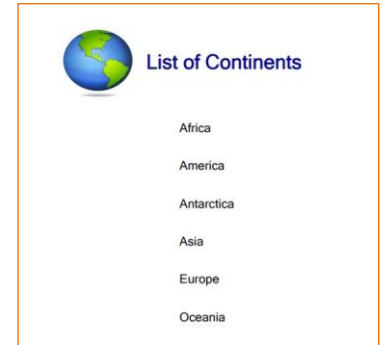 List of Continents
Africa
America
Antarctica
Asia
Europe
Oceania